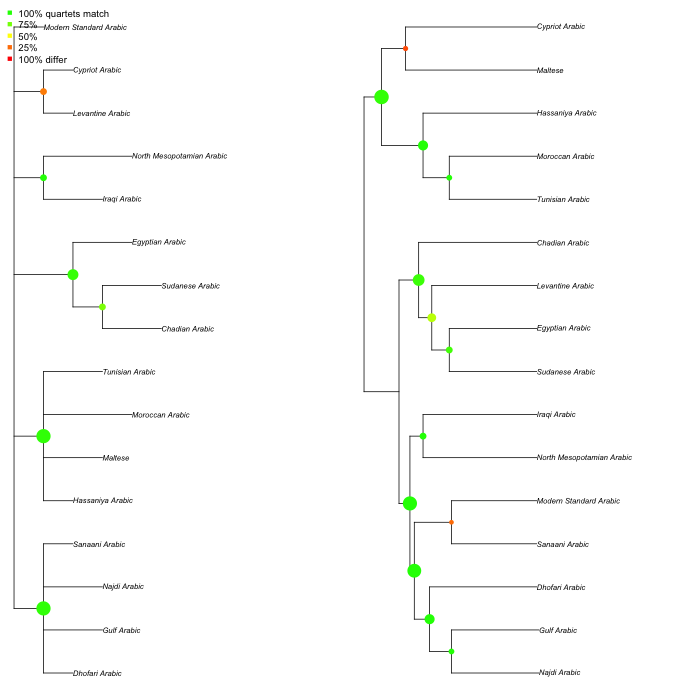 100% quartets match
75%
50%
25%
100% differ
Modern Standard Arabic
Cypriot Arabic
Levantine Arabic
North Mesopotamian Arabic
Iraqi Arabic
Egyptian Arabic
Sudanese Arabic
Chadian Arabic
Tunisian Arabic
Moroccan Arabic
Maltese
Hassaniya Arabic
Sanaani Arabic
Najdi Arabic
Gulf Arabic
Dhofari Arabic
Cypriot Arabic
Maltese
Hassaniya Arabic
Moroccan Arabic
Tunisian Arabic
Chadian Arabic
Levantine Arabic
Egyptian Arabic
Sudanese Arabic
Iraqi Arabic
North Mesopotamian Arabic
Modern Standard Arabic
Sanaani Arabic
Dhofari Arabic
Gulf Arabic
Najdi Arabic